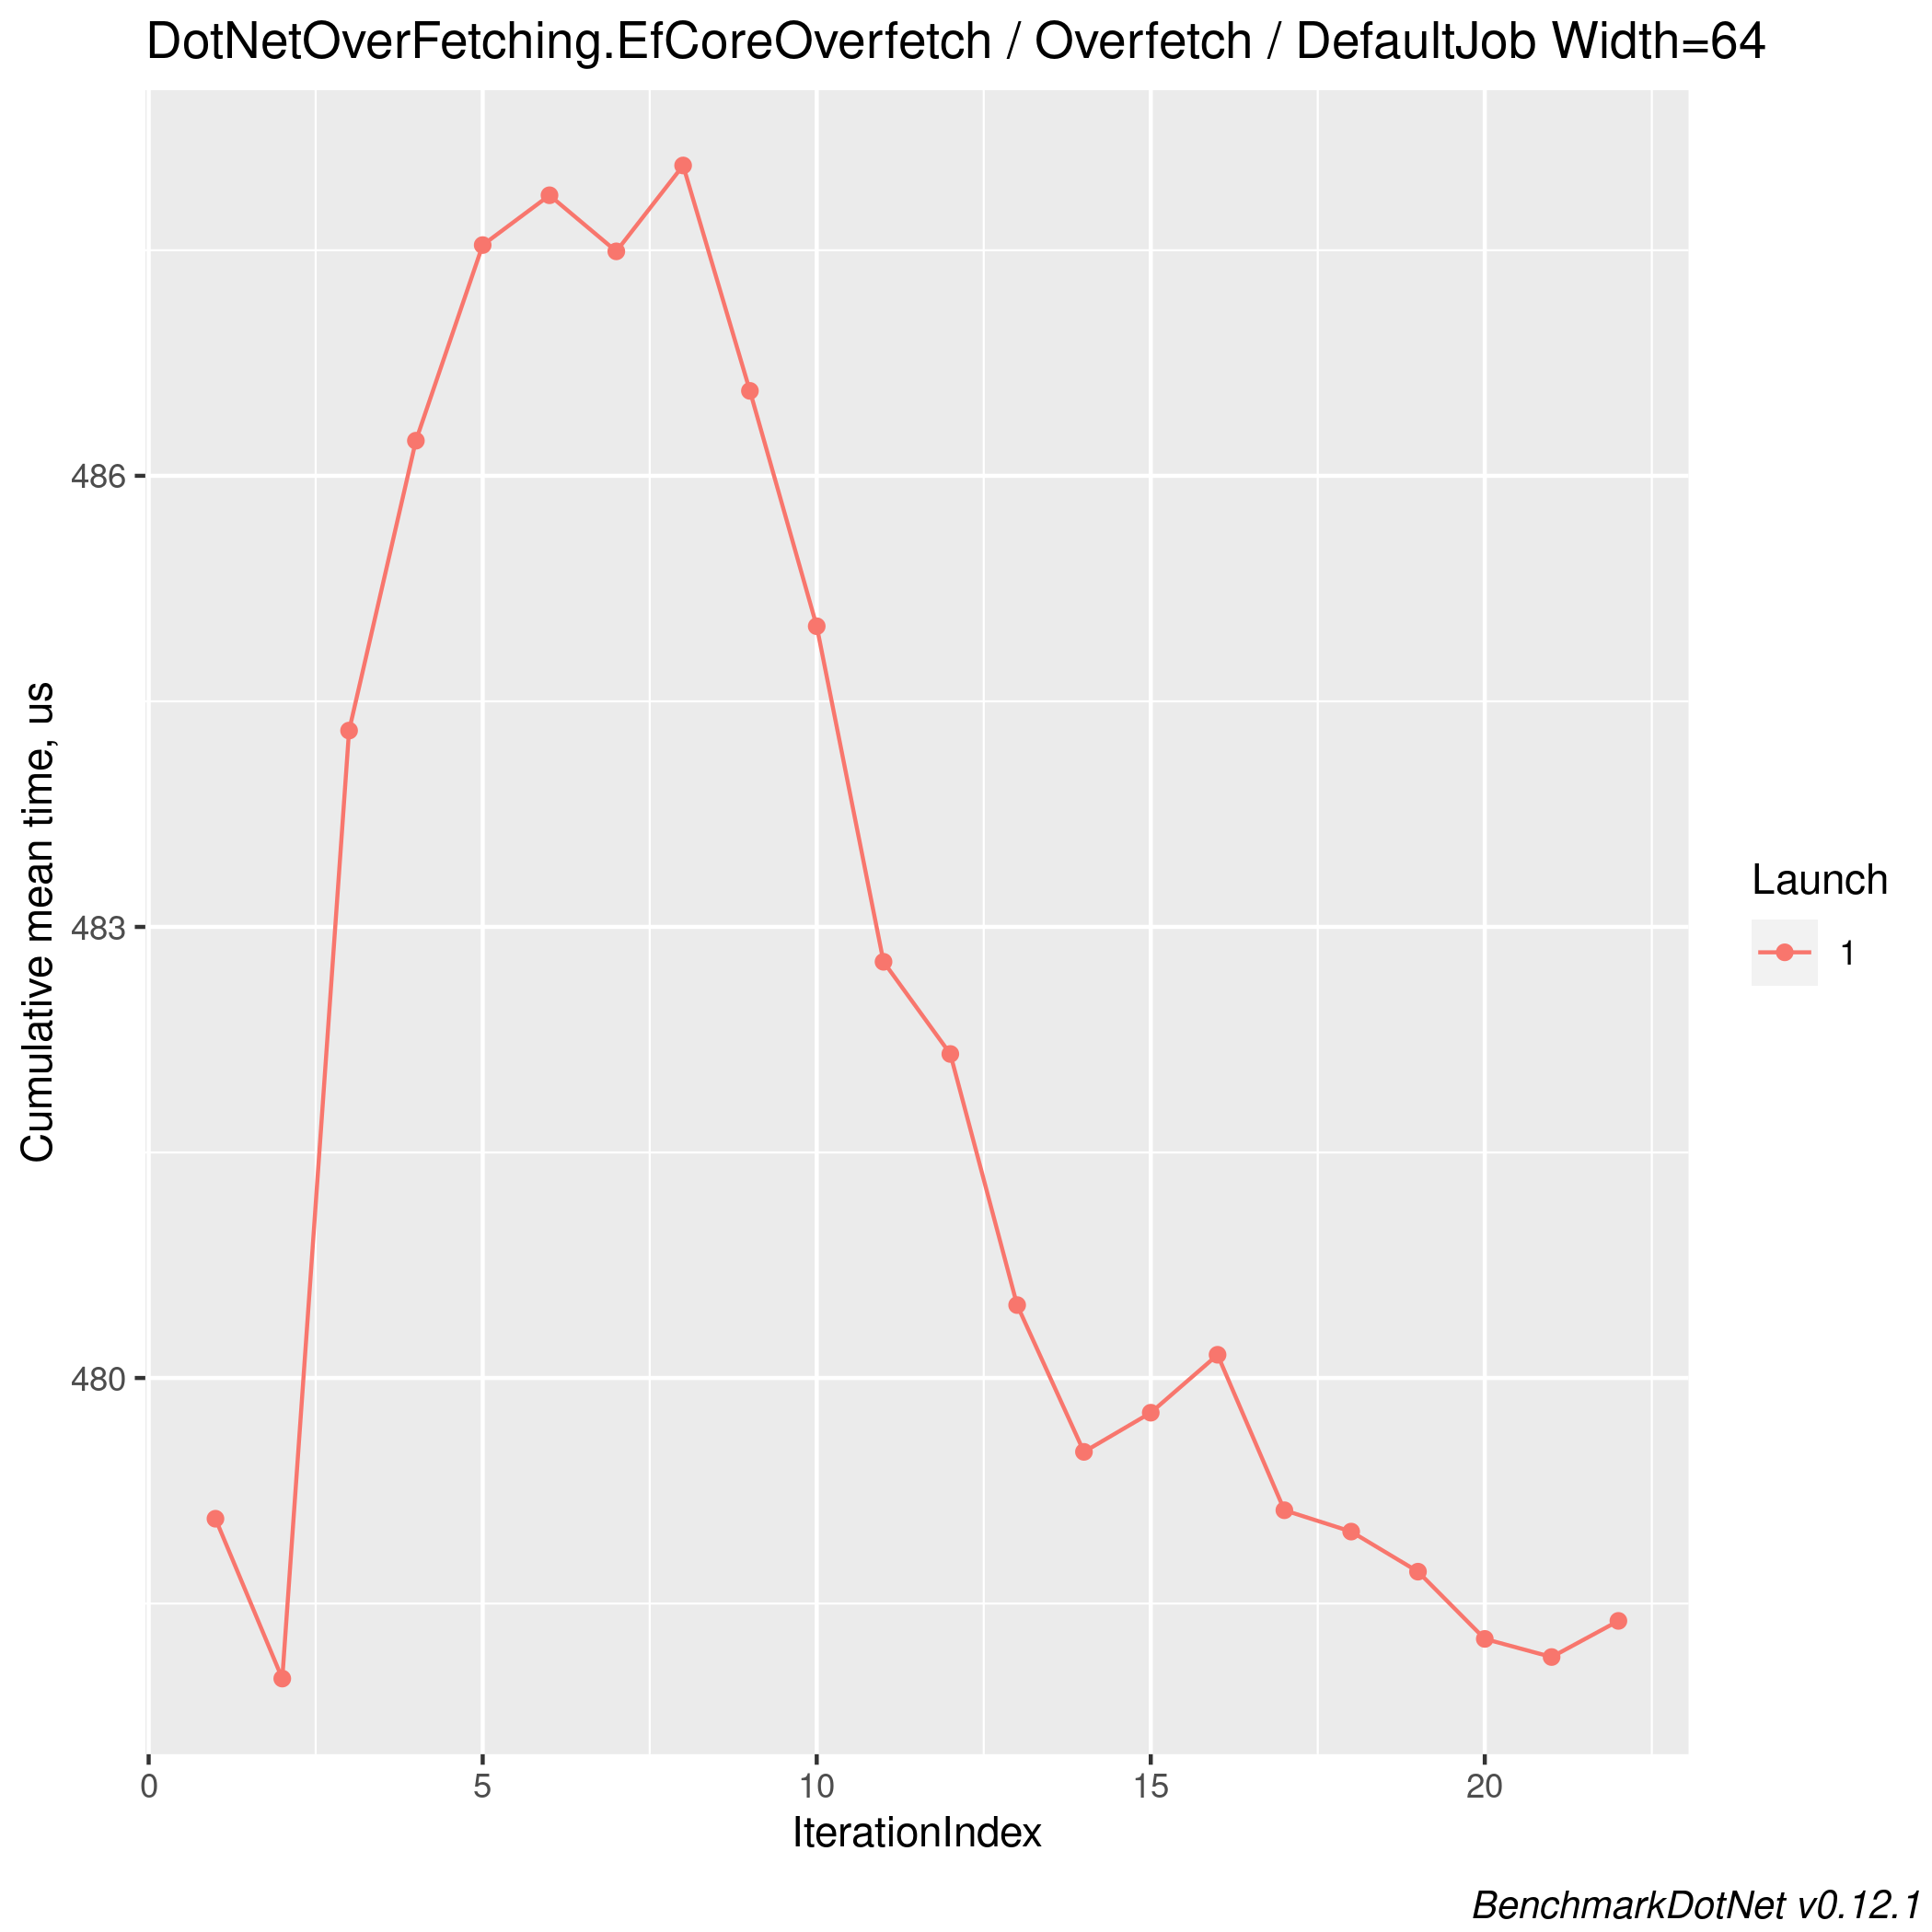 DotNetOverFetching.EfCoreOverfetch / Overfetch / DefaultJob Width=64
Cumulative mean time, us
486
483
480
0 5 10 15 20
IterationIndex
Launch
1
BenchmarkDotNet v0.12.1